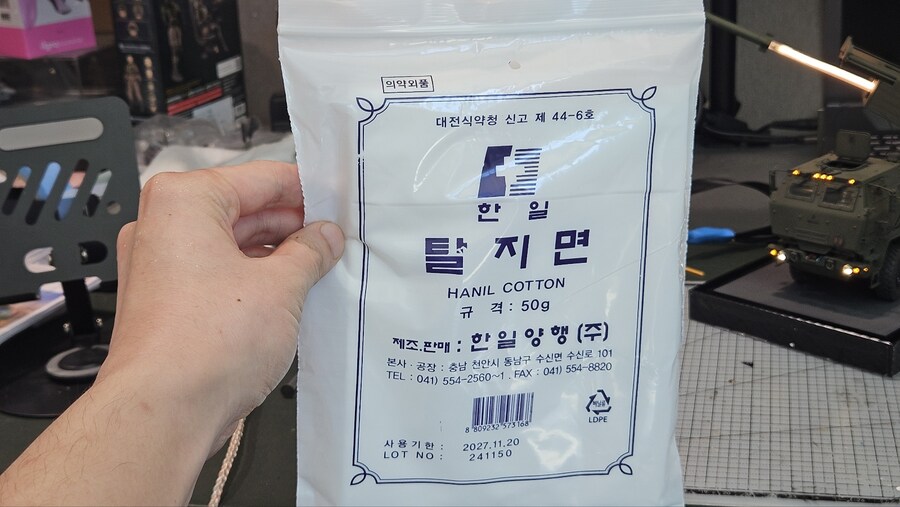 의약외품
대전식약청 신고 제 44-6호
한 일
탈 지 면
HANIL COTTON
규 격 : 50g
제조.판매 : 한일양행(주)
본사·공장 : 충남 천안시 동남구 수신면 수신로 101
TEL : 041) 554-2560~1 , FAX : 041) 554-8820
8 809232 573168
비닐류
LDPE
사용기한 : 2027.11.20
LOT NO : 241150